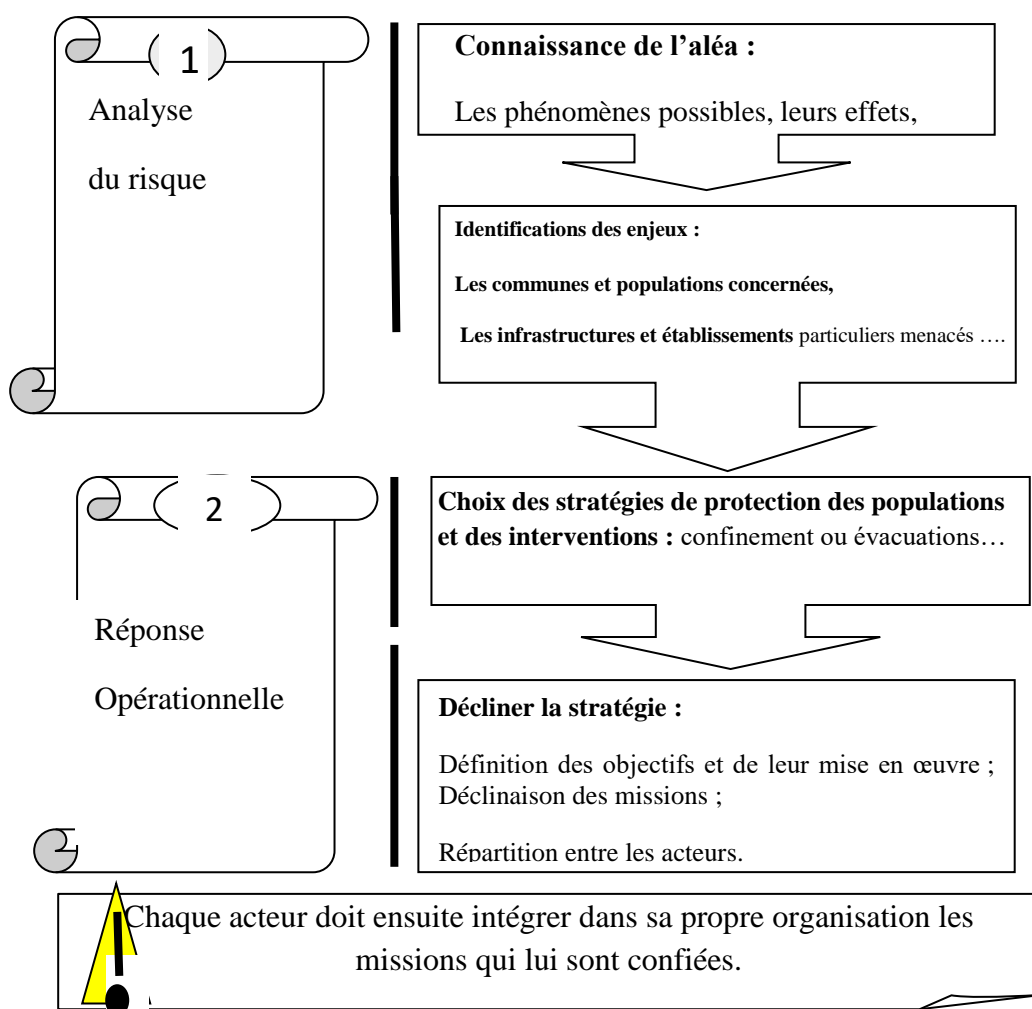 1
Analyse
du risque
Connaissance de l’aléa :
Les phénomènes possibles, leurs effets,
Identifications des enjeux :
Les communes et populations concernées,
Les infrastructures et établissements particuliers menacés ….
2
Réponse
Opérationnelle
Choix des stratégies de protection des populations
et des interventions : confinement ou évacuations…
Décliner la stratégie :
Définition des objectifs et de leur mise en œuvre ;
Déclinaison des missions ;
Répartition entre les acteurs.
Chaque acteur doit ensuite intégrer dans sa propre organisation les
missions qui lui sont confiées.